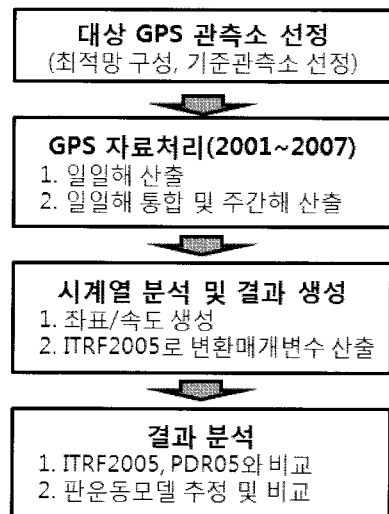 대상 GPS 관측소 선정
(최적망 구성, 기준관측소 선정)
GPS 자료처리(2001~2007)
1. 일일해 산출
2. 일일해 통합 및 주간해 산출
시계열 분석 및 결과 생성
1. 좌표/속도 생성
2. ITRF2005로 변환매개변수 산출
결과 분석
1. ITRF2005, PDR05와 비교
2. 판운동모델 추정 및 비교